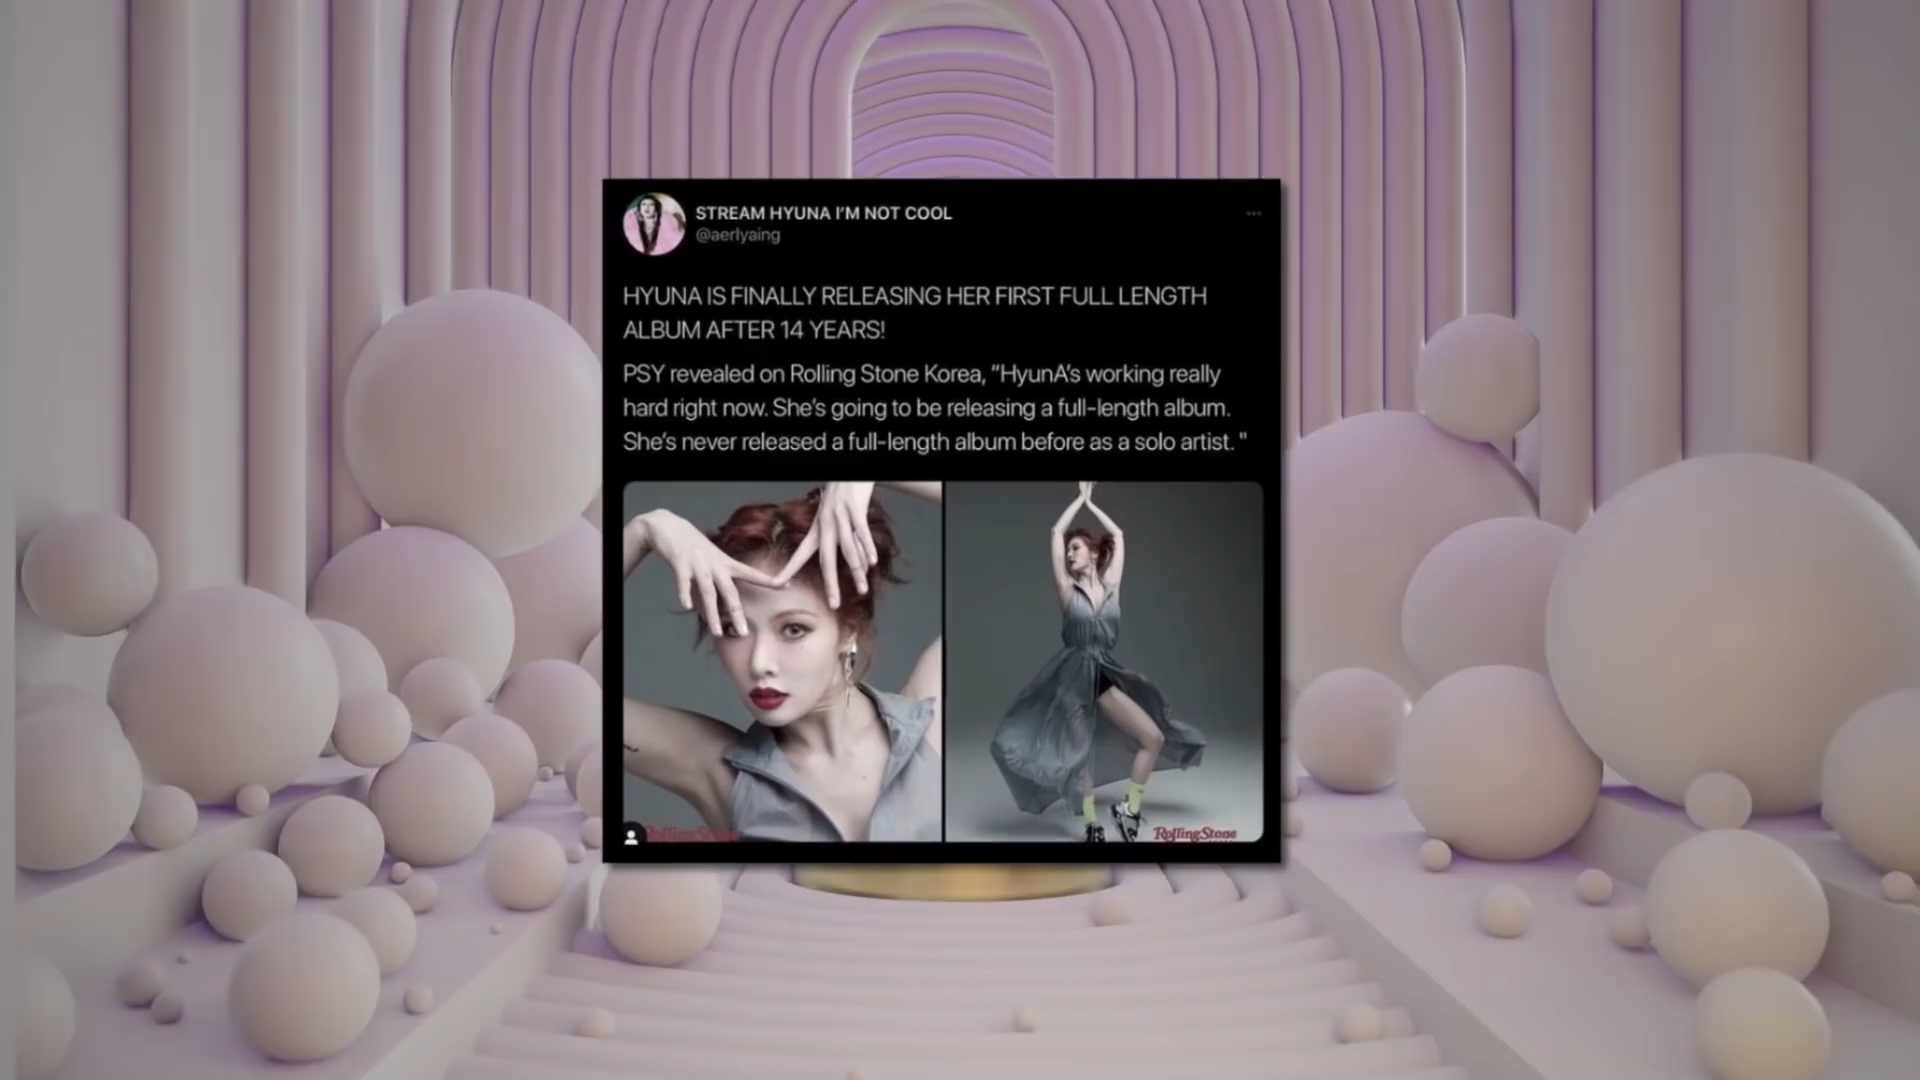 STREAM HYUNA I'M NOT COOL
@aerlyaing
HYUNA IS FINALLY RELEASING HER FIRST FULL LENGTH
ALBUM AFTER 14 YEARS!
PSY revealed on Rolling Stone Korea, “HyunA’s working really
hard right now. She’s going to be releasing a full-length album.
She’s never released a full-length album before as a solo artist. "
RollingStone
RollingStone